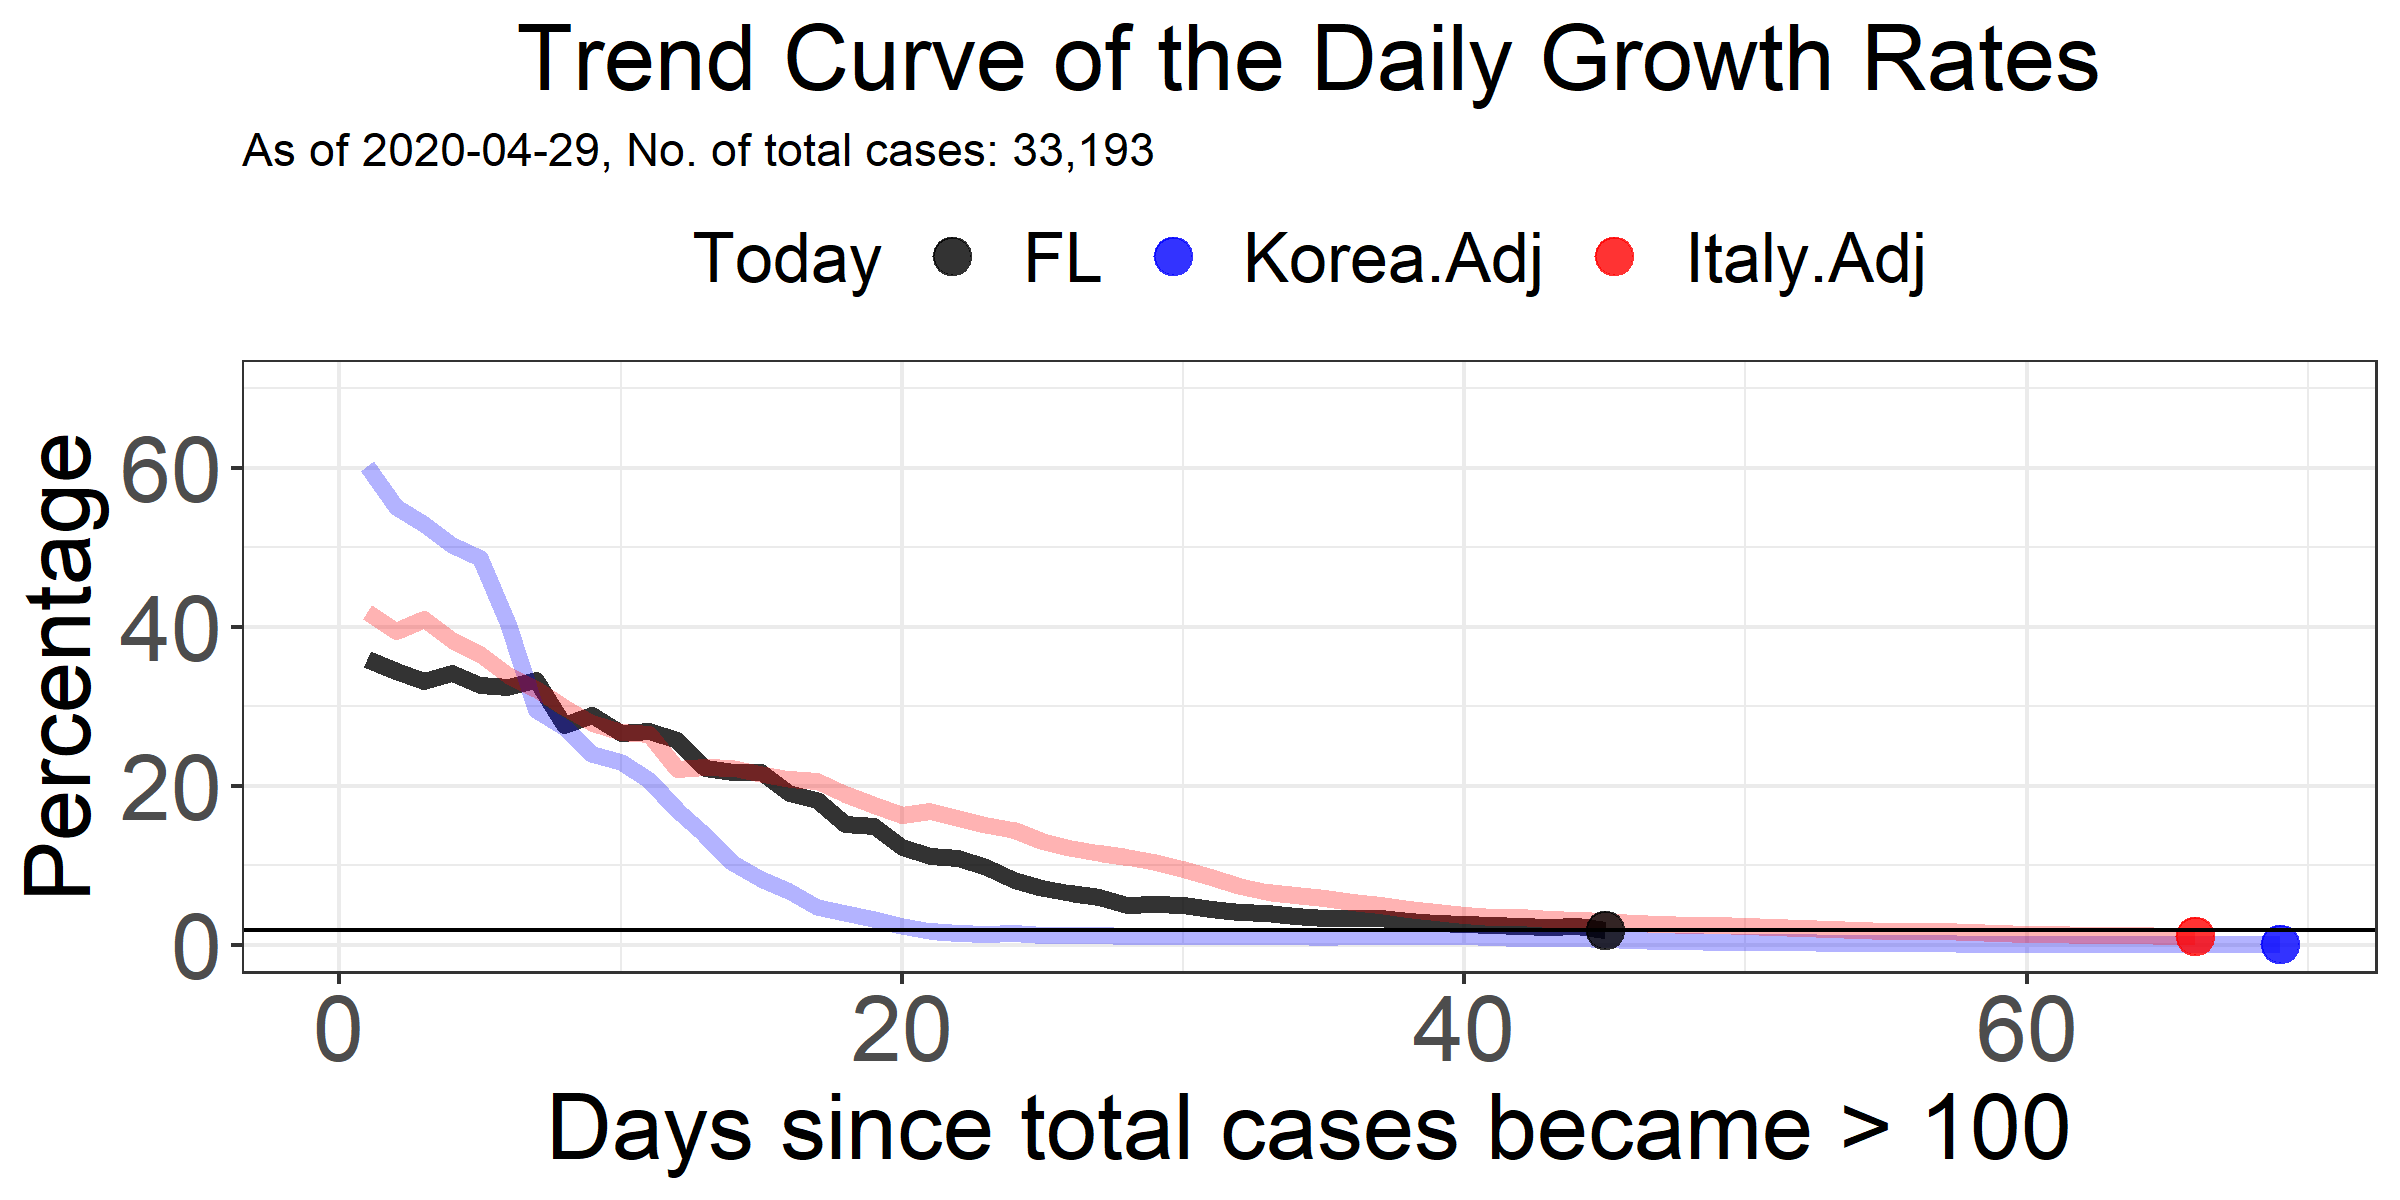 Trend Curve of the Daily Growth Rates
As of 2020-04-29, No. of total cases: 33,193
Today FL Korea.Adj Italy.Adj
Percentage
60
40
20
0
0 20 40 60
Days since total cases became > 100